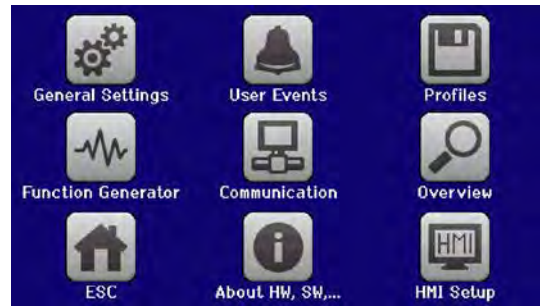 General Settings
User Events
Profiles
Function Generator
Communication
Overview
HMI
ESC
About HW, SW,...
HMI Setup